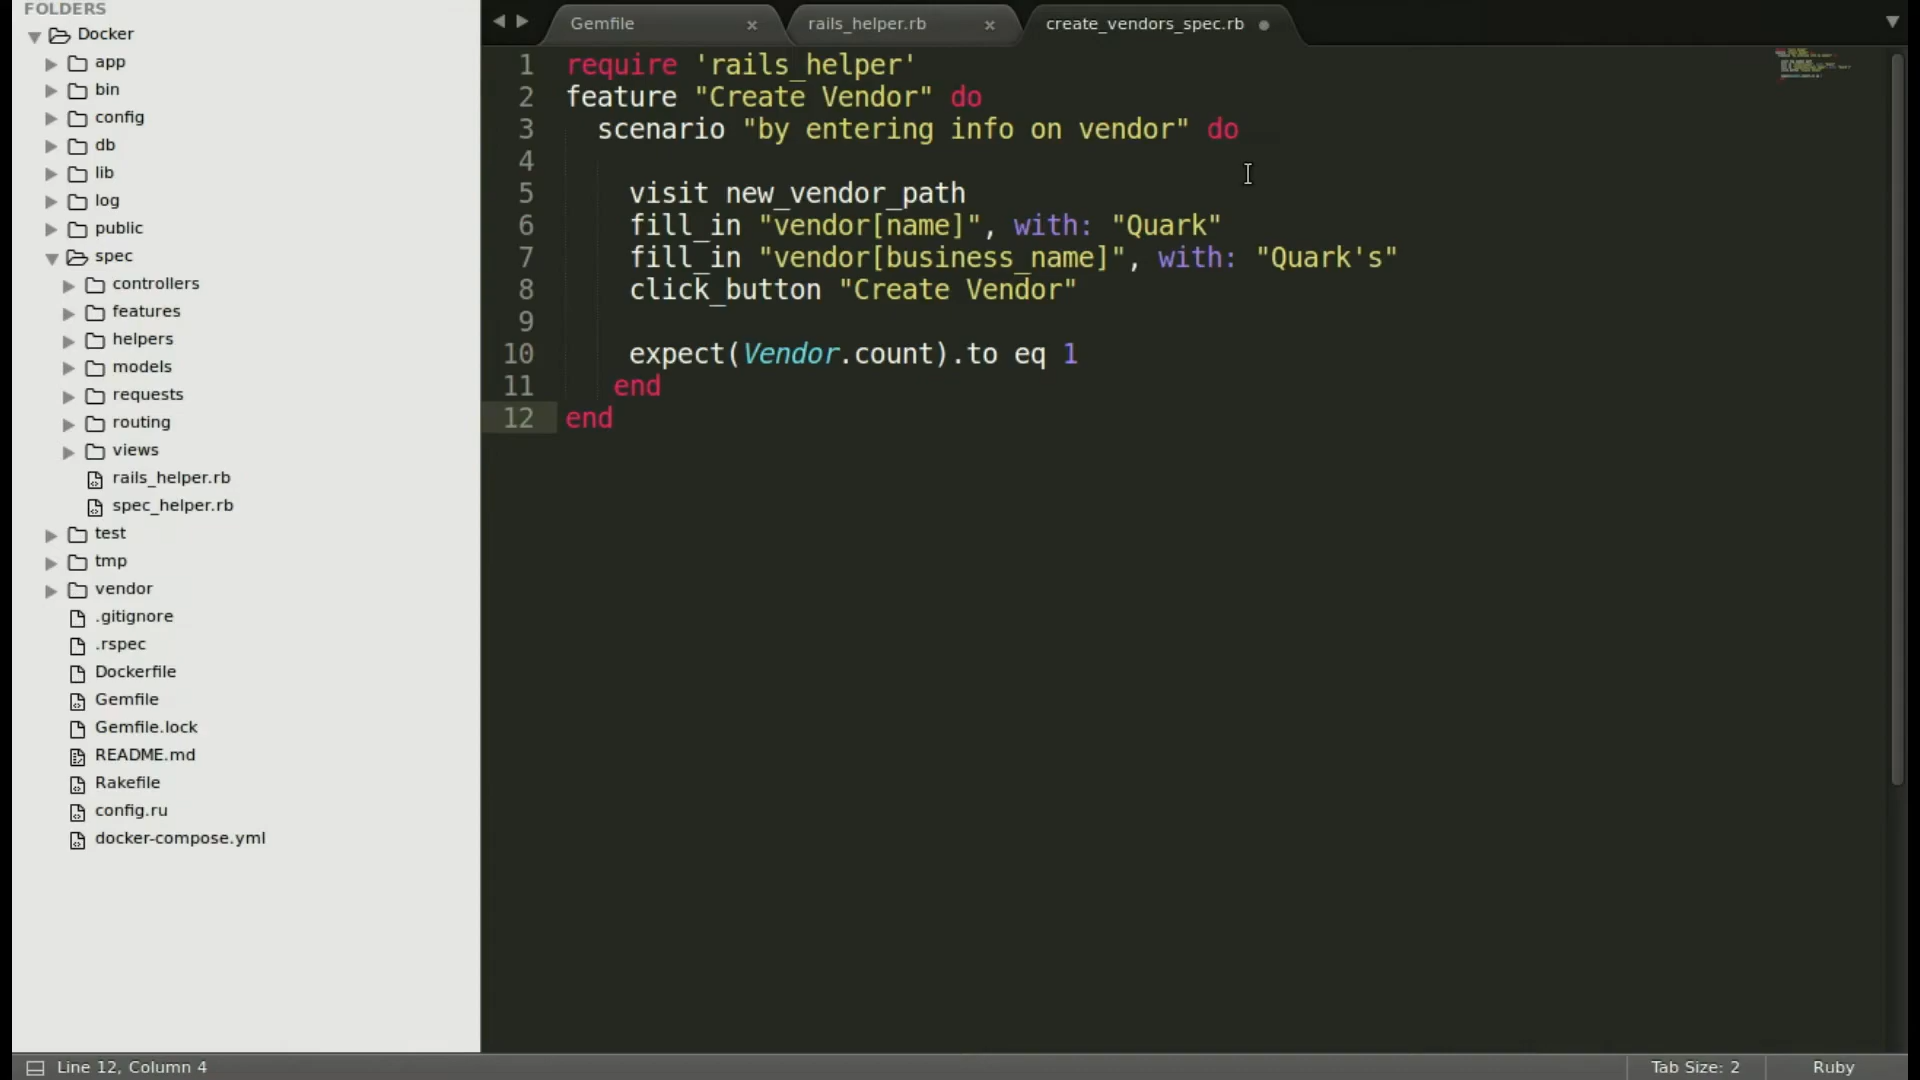 FOLDERS
Docker
app
bin
config
db
lib
log
public
spec
controllers
features
helpers
models
requests
routing
views
rails_helper.rb
spec_helper.rb
test
tmp
vendor
.gitignore
.rspec
Dockerfile
Gemfile
Gemfile.lock
README.md
Rakefile
config.ru
docker-compose.yml
Gemfile
rails_helper.rb
create_vendors_spec.rb
1 require 'rails_helper'
2 feature "Create Vendor" do
3 scenario "by entering info on vendor" do
4
5 visit new_vendor_path
6 fill_in "vendor[name]", with: "Quark"
7 fill_in "vendor[business_name]", with: "Quark's"
8 click_button "Create Vendor"
9
10 expect(Vendor.count).to eq 1
11 end
12 end
Line 12, Column 4
Tab Size: 2
Ruby